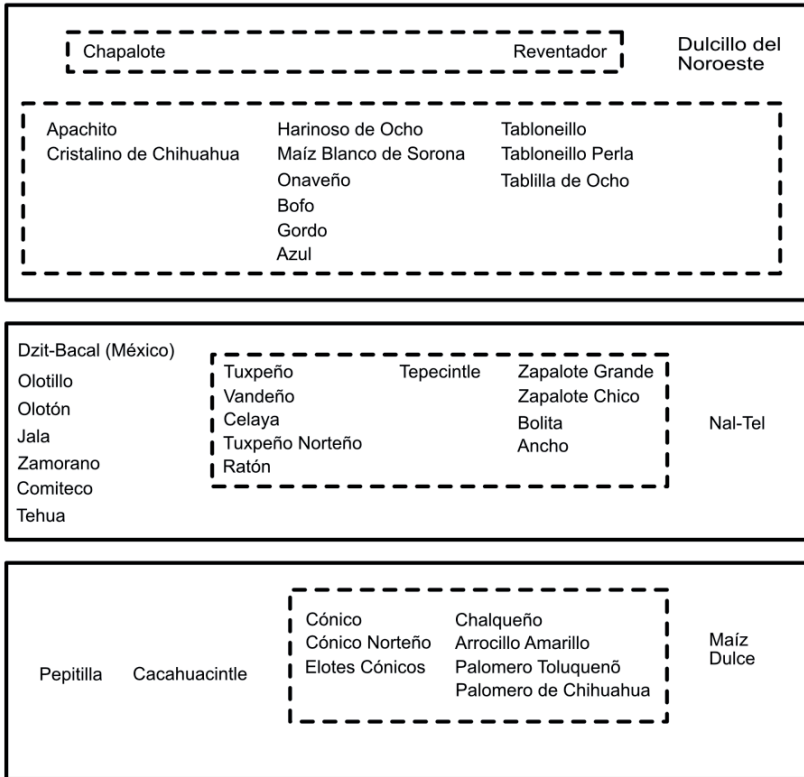 Chapalote
Reventador
Dulcillo del
Noroeste
Apachito
Cristalino de Chihuahua
Harinoso de Ocho
Maíz Blanco de Sorona
Onaveño
Bofo
Gordo
Azul
Tabloneillo
Tabloneillo Perla
Tablilla de Ocho
Dzit-Bacal (México)
Olotillo
Olotón
Jala
Zamorano
Comiteco
Tehua
Tuxpeño
Vandeño
Celaya
Tuxpeño Norteño
Ratón
Tepecintle
Zapalote Grande
Zapalote Chico
Bolita
Ancho
Nal-Tel
Pepitilla
Cacahuacintle
Cónico
Cónico Norteño
Elotes Cónicos
Chalqueño
Arrocillo Amarillo
Palomero Toluquenõ
Palomero de Chihuahua
Maíz
Dulce